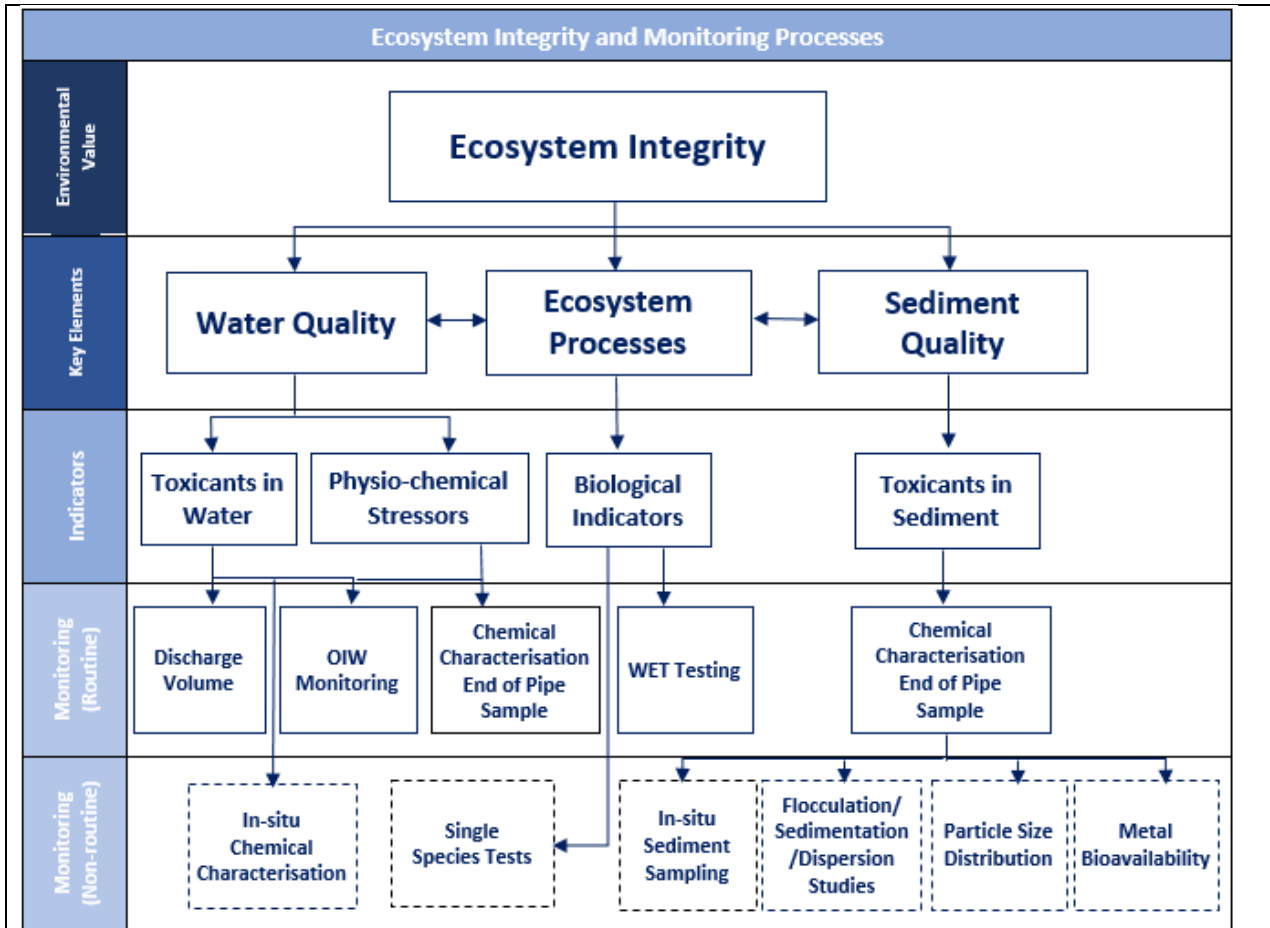 Ecosystem Integrity and Monitoring Processes
Environmental
Value
Ecosystem Integrity
Key Elements
Water Quality
Ecosystem
Processes
Sediment
Quality
Indicators
Toxicants in
Water
Physio-chemical
Stressors
Biological
Indicators
Toxicants in
Sediment
Monitoring
(Routine)
Discharge
Volume
OIW
Monitoring
Chemical
Characterisation
End of Pipe
Sample
WET Testing
Chemical
Characterisation
End of Pipe
Sample
Monitoring
(Non-routine)
In-situ
Chemical
Characterisation
Single
Species Tests
In-situ
Sediment
Sampling
Flocculation/
Sedimentation
/Dispersion
Studies
Particle Size
Distribution
Metal
Bioavailability